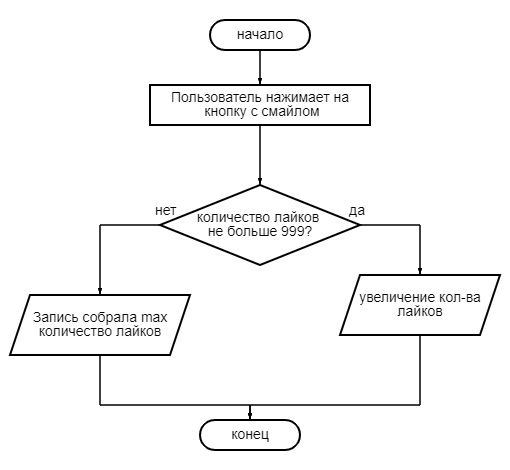 начало
Пользователь нажимает на
кнопку с смайлом
нет
количество лайков
да
не больше 999?
увеличение кол-ва
лайков
Запись собрала max
количество лайков
конец